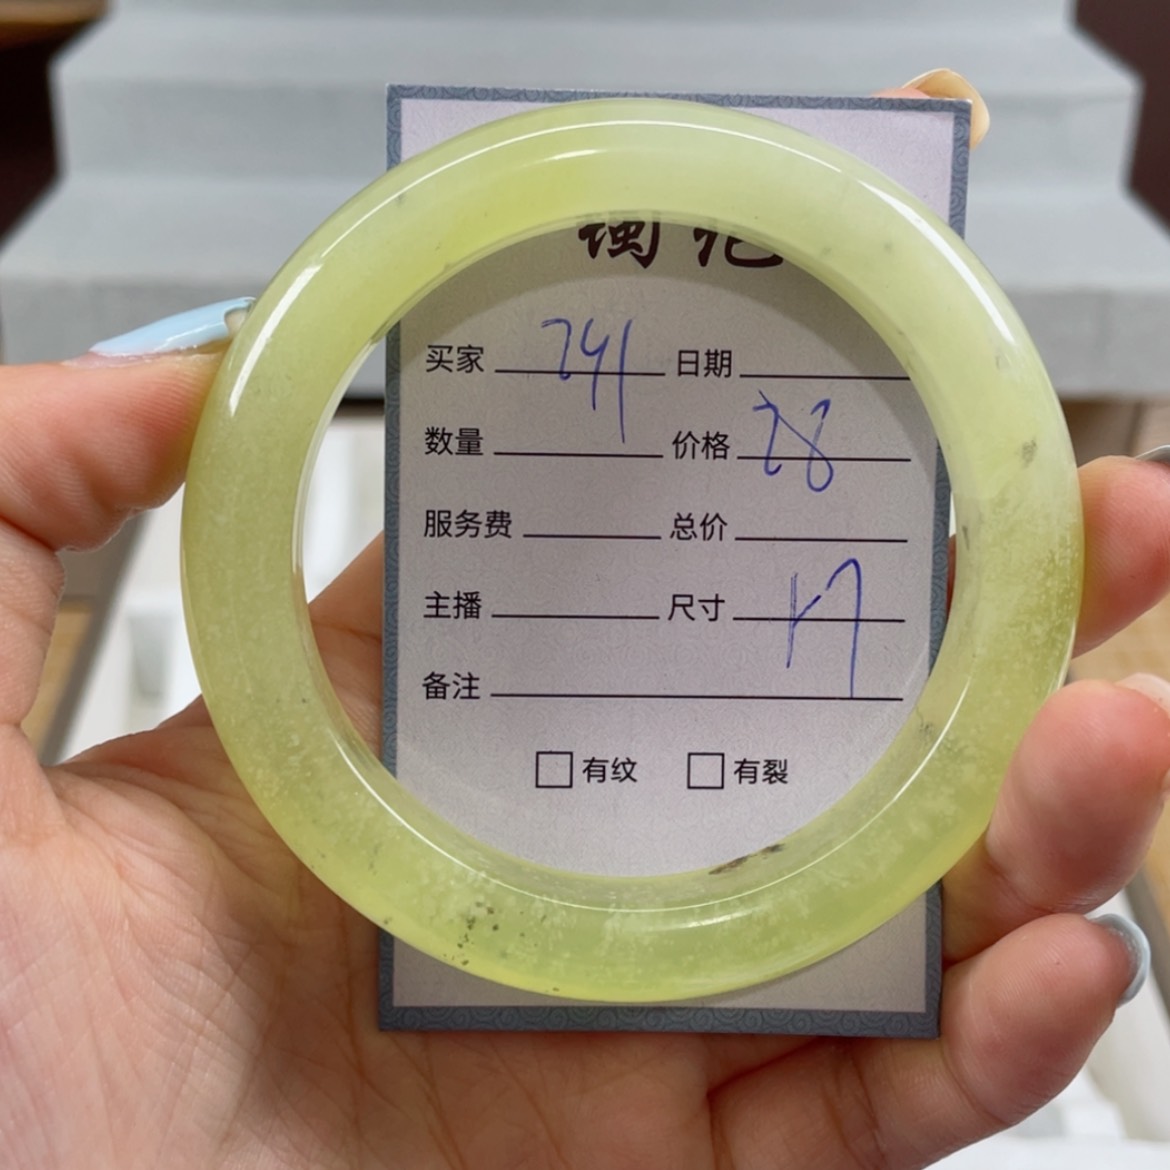 买家 241 日期
数量 价格 28
服务费 总价
主播 尺寸 17
备注
□ 有纹 □ 有裂